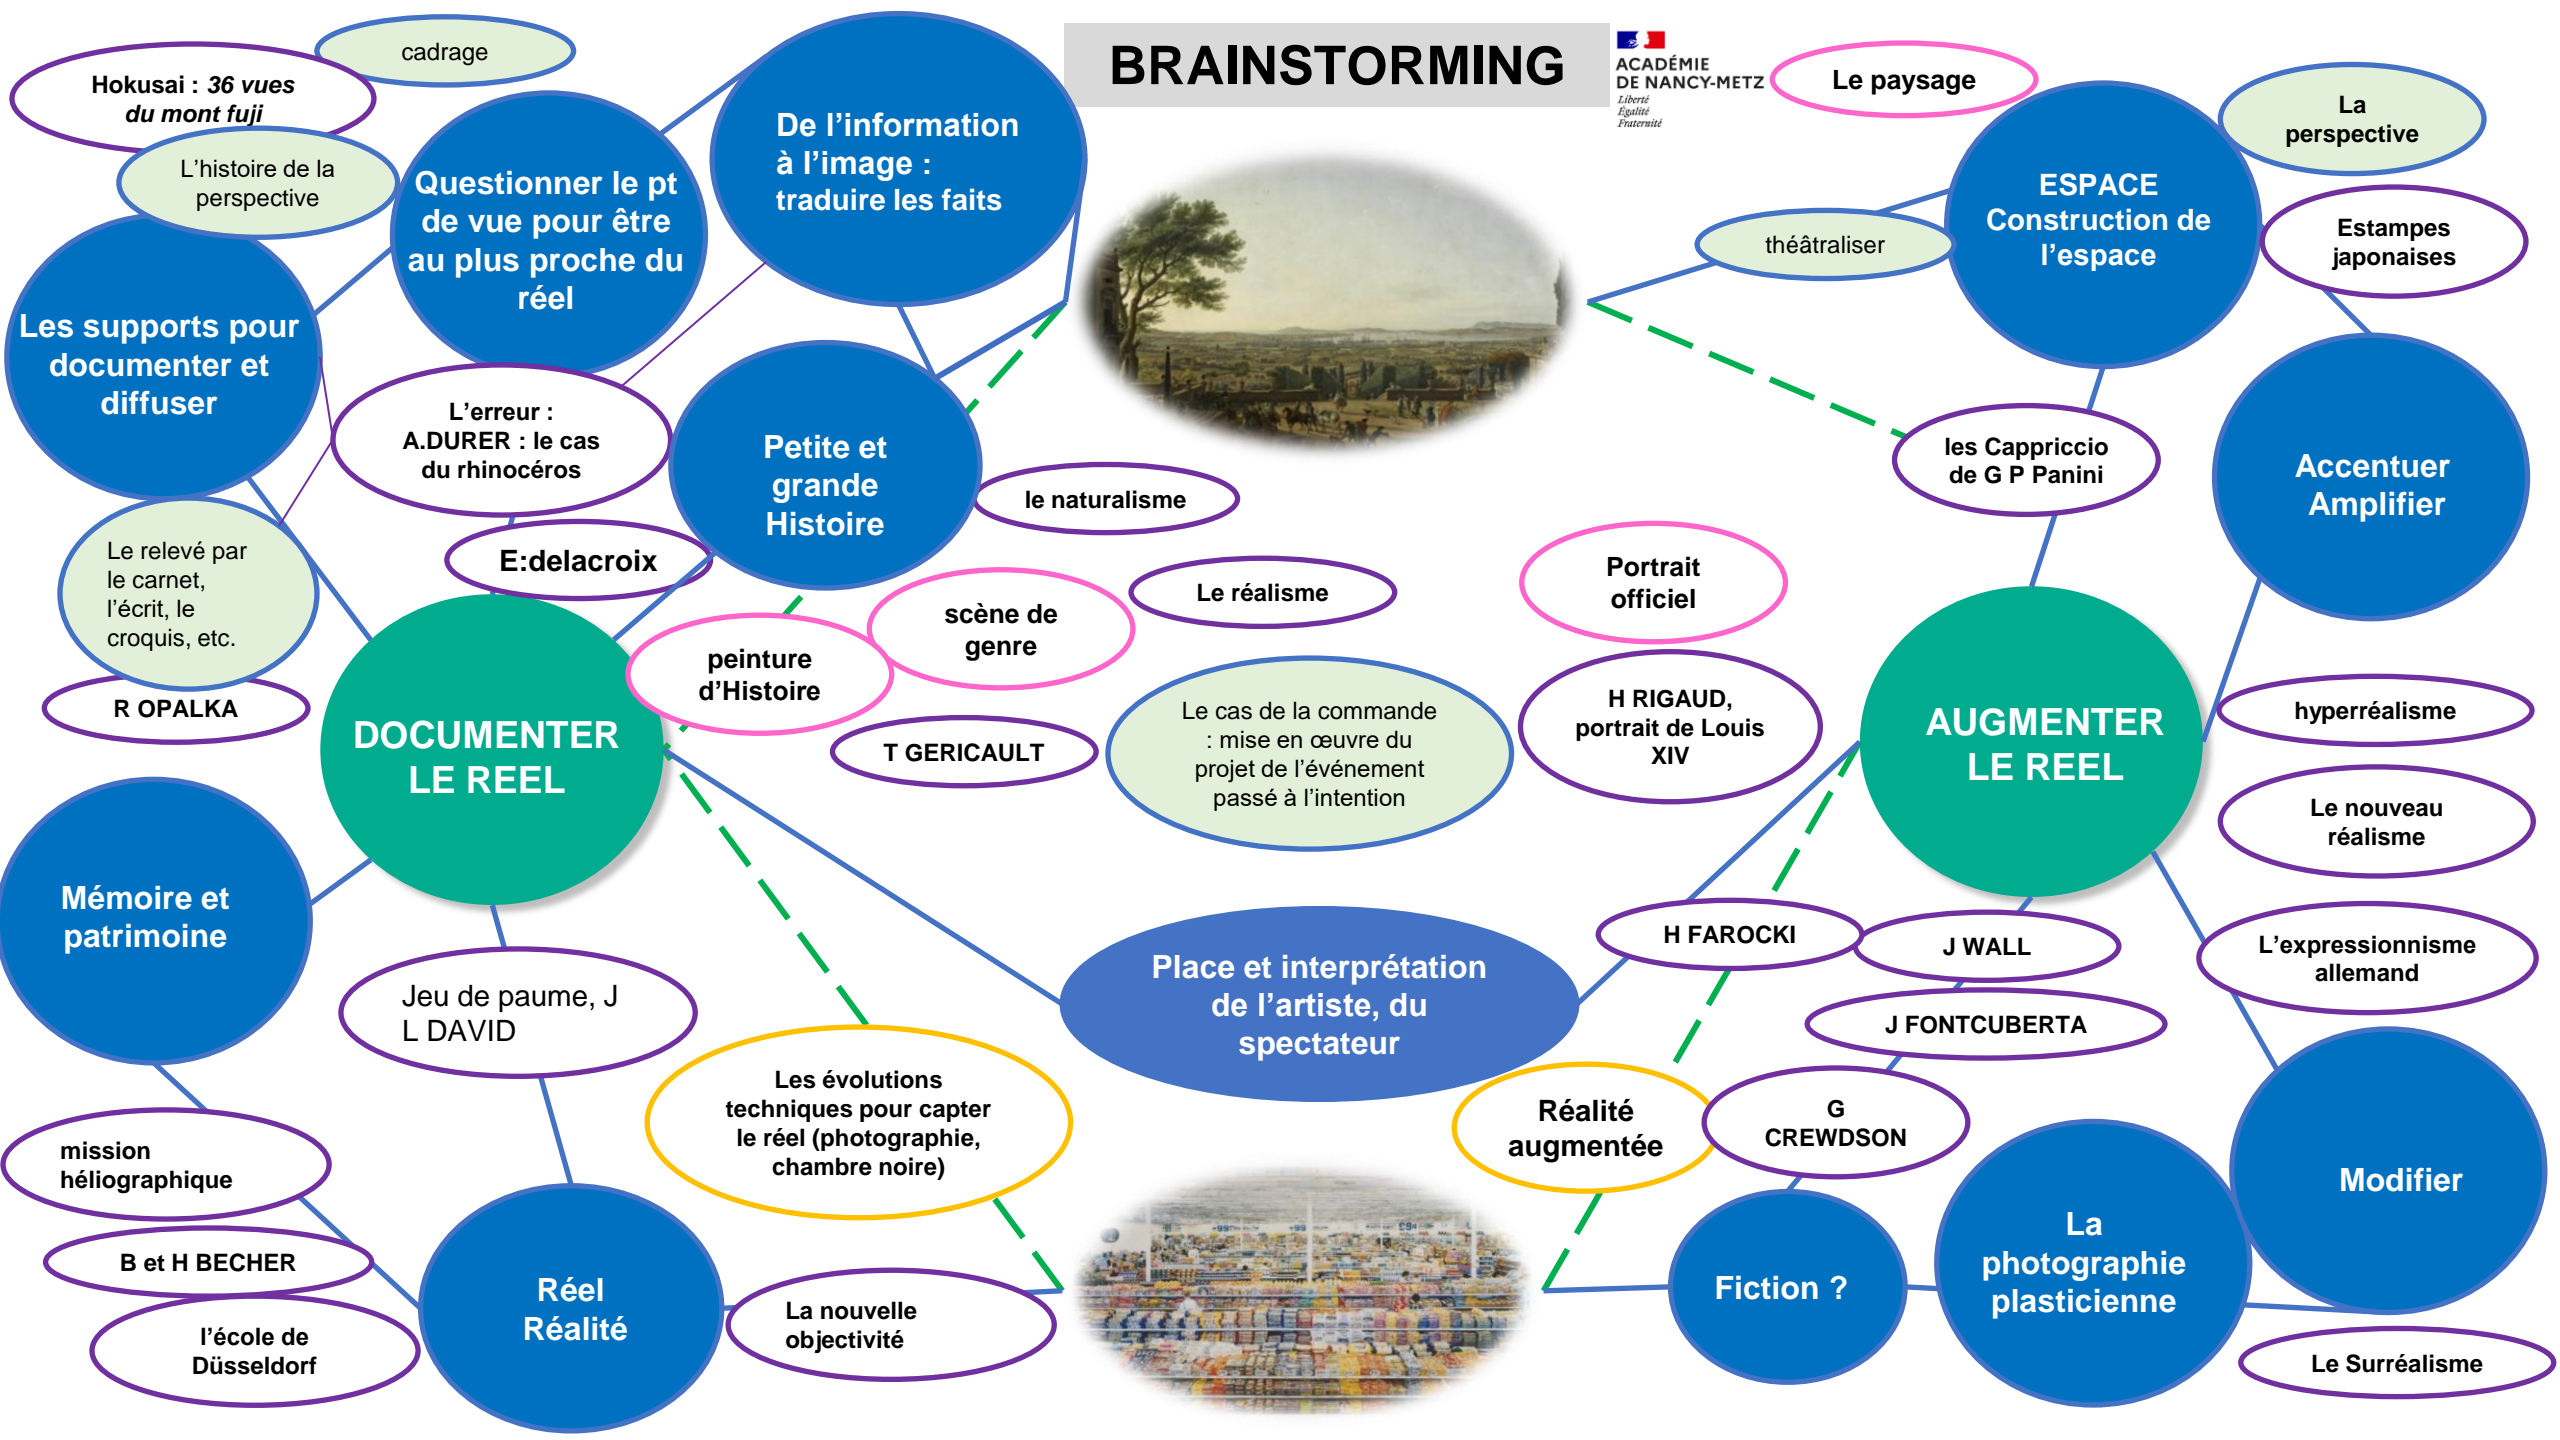 BRAINSTORMING
ACADÉMIE
DE NANCY-METZ
Liberté
Égalité
Fraternité
cadrage
Hokusai : 36 vues
du mont fuji
L'histoire de la
perspective
Questionner le pt
de vue pour être
au plus proche du
réel
De l'information
à l'image :
traduire les faits
Le paysage
La
perspective
ESPACE
Construction de
l'espace
théâtraliser
Estampes
japonaises
Les supports pour
documenter et
diffuser
L'erreur :
A.DURER : le cas
du rhinocéros
Petite et
grande
Histoire
les Cappriccio
de G P Panini
Accentuer
Amplifier
le naturalisme
E:delacroix
Le relevé par
le carnet,
l'écrit, le
croquis, etc.
Le réalisme
scène de
genre
Portrait
officiel
peinture
d'Histoire
R OPALKA
DOCUMENTER
LE REEL
T GERICAULT
Le cas de la commande
: mise en œuvre du
projet de l'événement
passé à l'intention
H RIGAUD,
portrait de Louis
XIV
AUGMENTER
LE REEL
hyperréalisme
Le nouveau
réalisme
Mémoire et
patrimoine
H FAROCKI
J WALL
L'expressionnisme
allemand
Jeu de paume, J
L DAVID
Place et interprétation
de l'artiste, du
spectateur
J FONTCUBERTA
Les évolutions
techniques pour capter
le réel (photographie,
chambre noire)
Réalité
augmentée
G
CREWDSON
mission
héliographique
Modifier
La
photographie
plasticienne
B et H BECHER
Réel
Réalité
Fiction ?
La nouvelle
objectivité
l'école de
Düsseldorf
Le Surréalisme